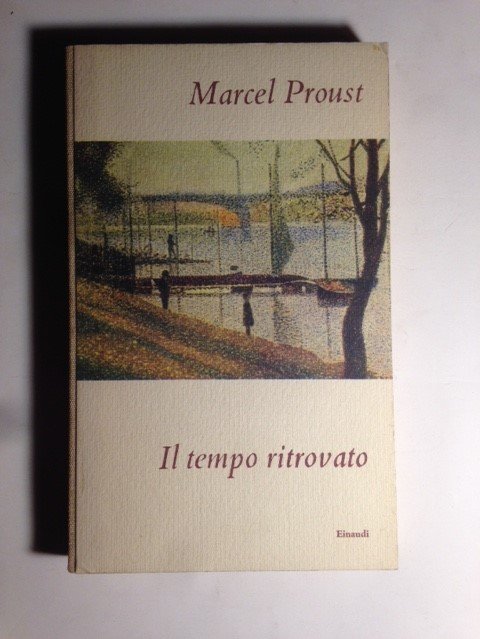 Marcel Proust
Il tempo ritrovato
Einaudi